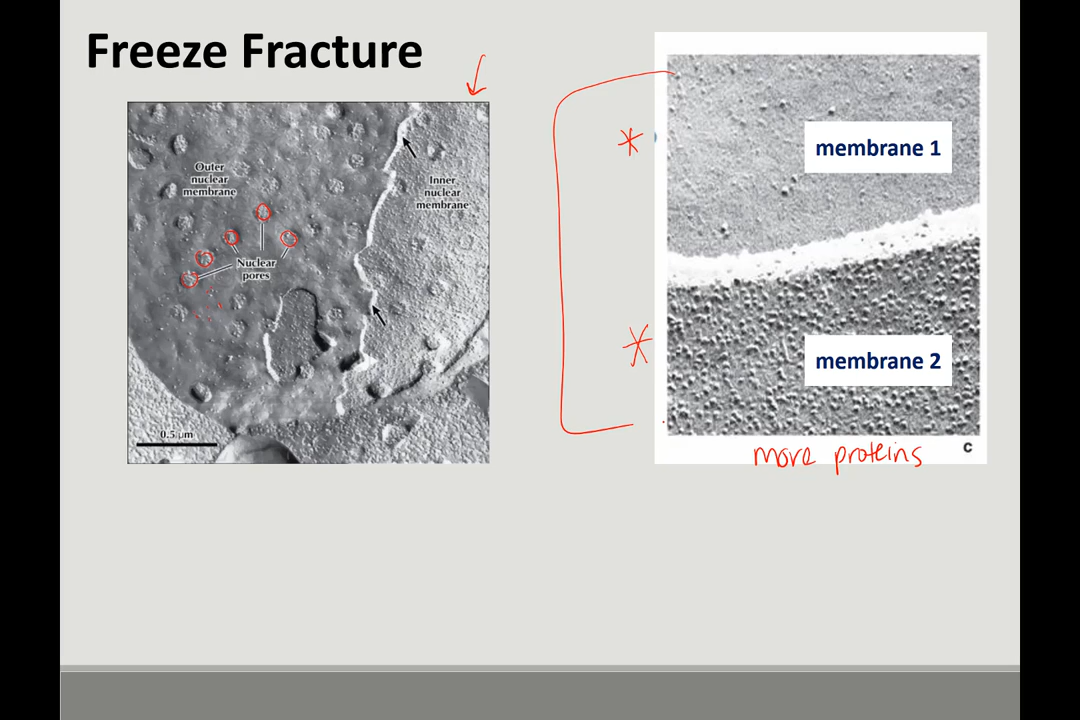 Freeze Fracture
Outer
nuclear
membrane
Inner
nuclear
membrane
Nuclear
pores
0.5 μm
membrane 1
membrane 2
c
more proteins